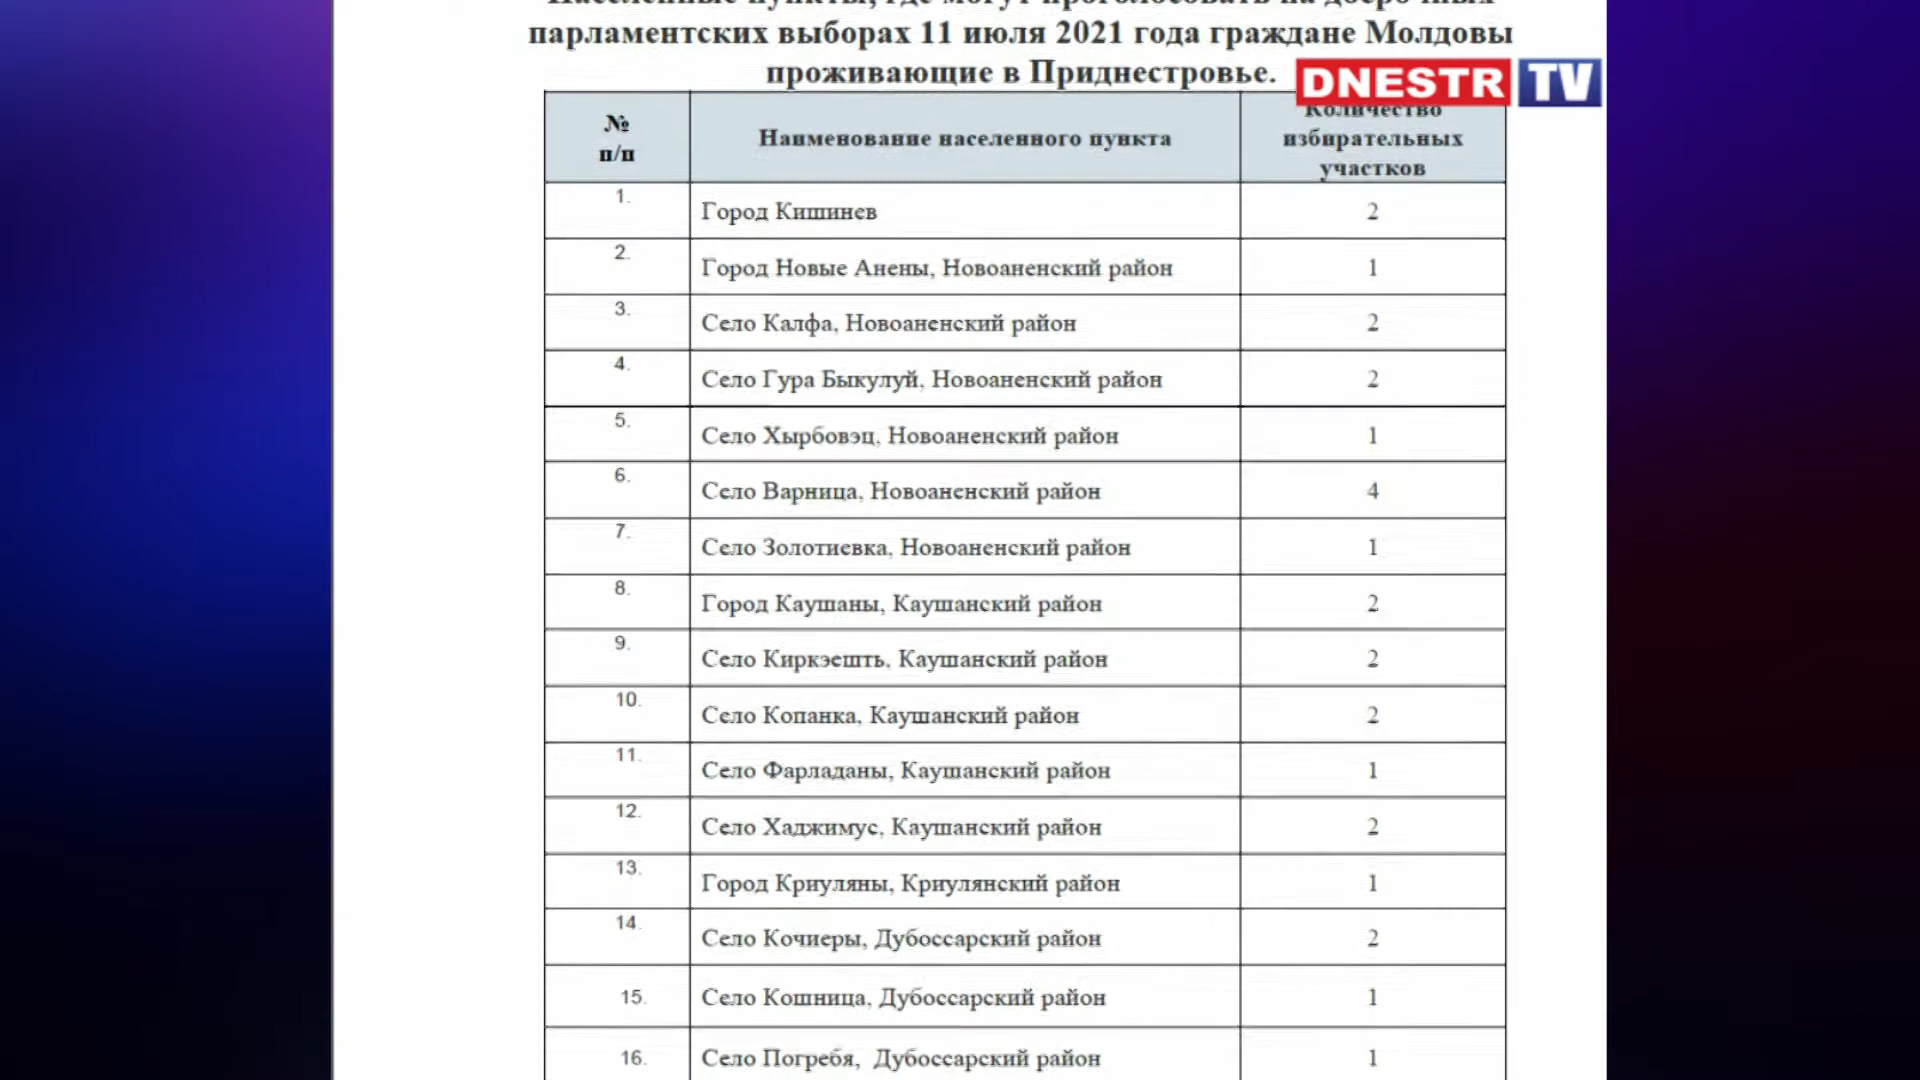 Населенные пункты, где могут проголосовать на досрочных
парламентских выборах 11 июля 2021 года граждане Молдовы
проживающие в Приднестровье.
DNESTR TV
№ п/п Наименование населенного пункта Количество избирательных участков
1. Город Кишинев 2
2. Город Новые Анены, Новоаненский район 1
3. Село Калфа, Новоаненский район 2
4. Село Гура Быкулуй, Новоаненский район 2
5. Село Хырбовэц, Новоаненский район 1
6. Село Варница, Новоаненский район 4
7. Село Золотиевка, Новоаненский район 1
8. Город Каушаны, Каушанский район 2
9. Село Киркэешть, Каушанский район 2
10. Село Копанка, Каушанский район 2
11. Село Фарладаны, Каушанский район 1
12. Село Хаджимус, Каушанский район 2
13. Город Криуляны, Криулянский район 1
14. Село Кочиеры, Дубоссарский район 2
15. Село Кошница, Дубоссарский район 1
16. Село Погребя, Дубоссарский район 1